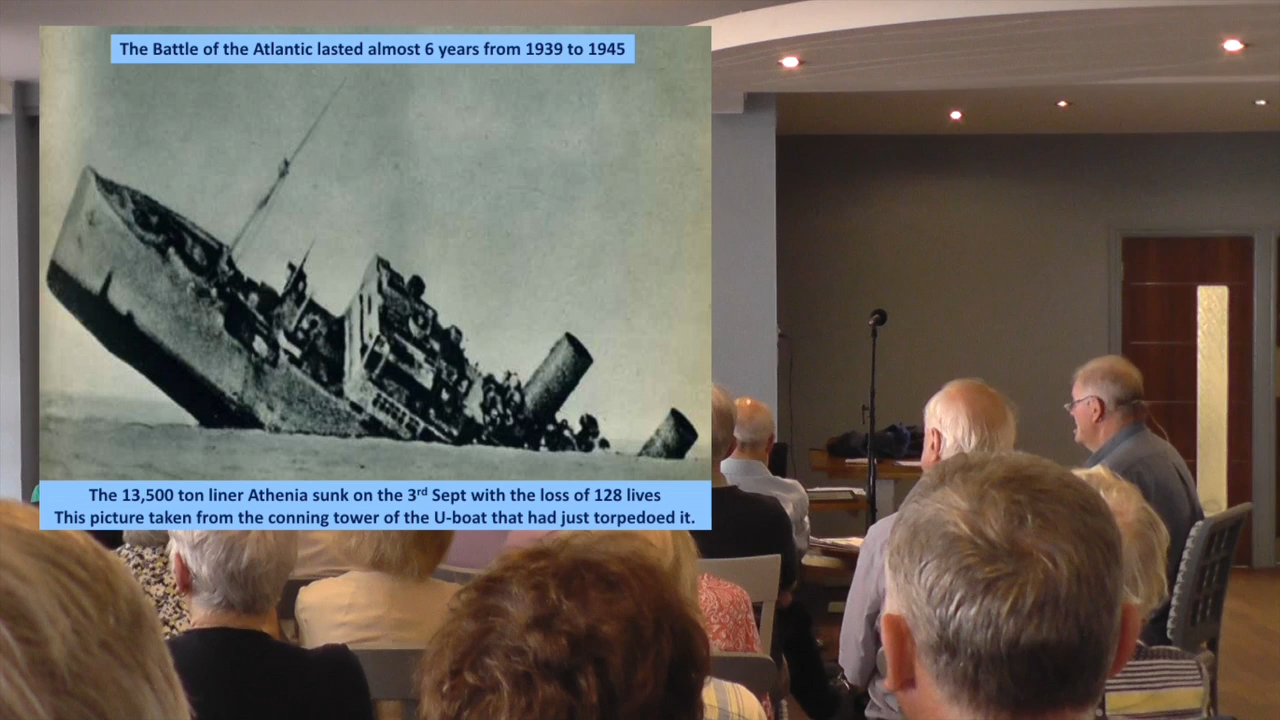 The Battle of the Atlantic lasted almost 6 years from 1939 to 1945
The 13,500 ton liner Athenia sunk on the 3rd Sept with the loss of 128 lives
This picture taken from the conning tower of the U-boat that had just torpedoed it.